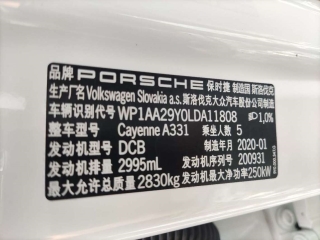 品牌 PORSCHE 保时捷 制造国 斯洛伐克
生产厂名 Volkswagen Slovakia a.s. 斯洛伐克大众汽车股份公司制造
车辆识别代号 WP1AA29Y0LDA11808 1,0%
整车型号 Cayenne A331 乘坐人数 5
发动机型号 DCB 制造年月 2020-01
发动机排量 2995mL 发动机序列号 200931
最大允许总质量 2830kg 发动机最大净功率 250kW